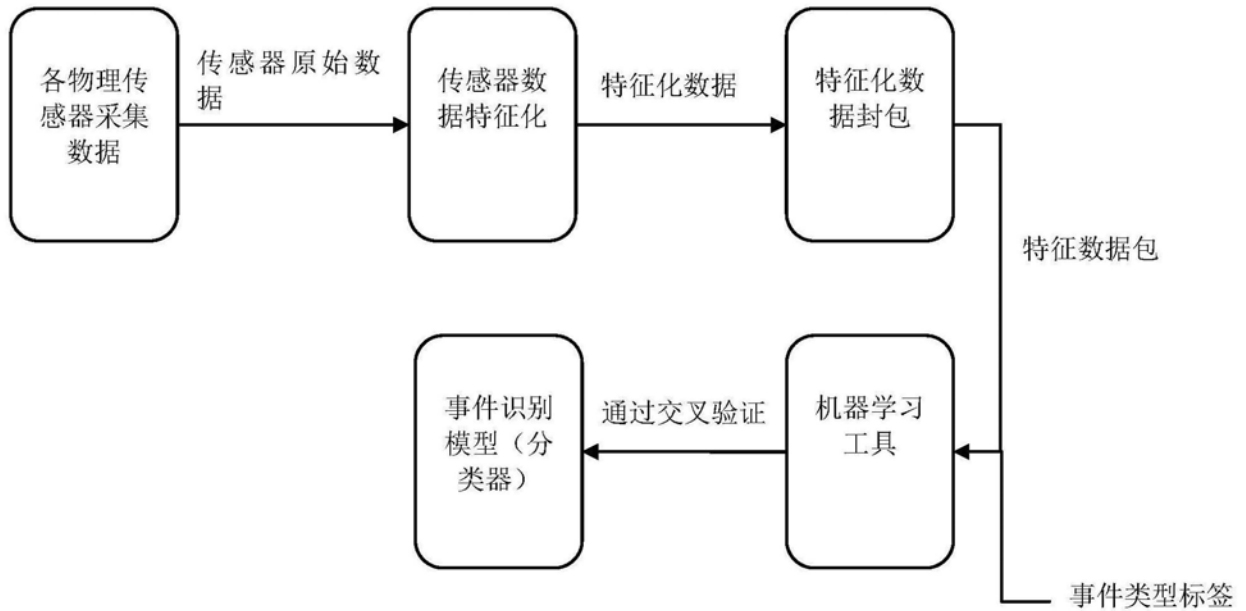 各物理传
感器采集
数据
传感器原始数
据
传感器数
据特征化
特征化数据
特征化数
据封包
特征数据包
事件识别
模型（分
类器）
通过交叉验证
机器学习
工具
事件类型标签